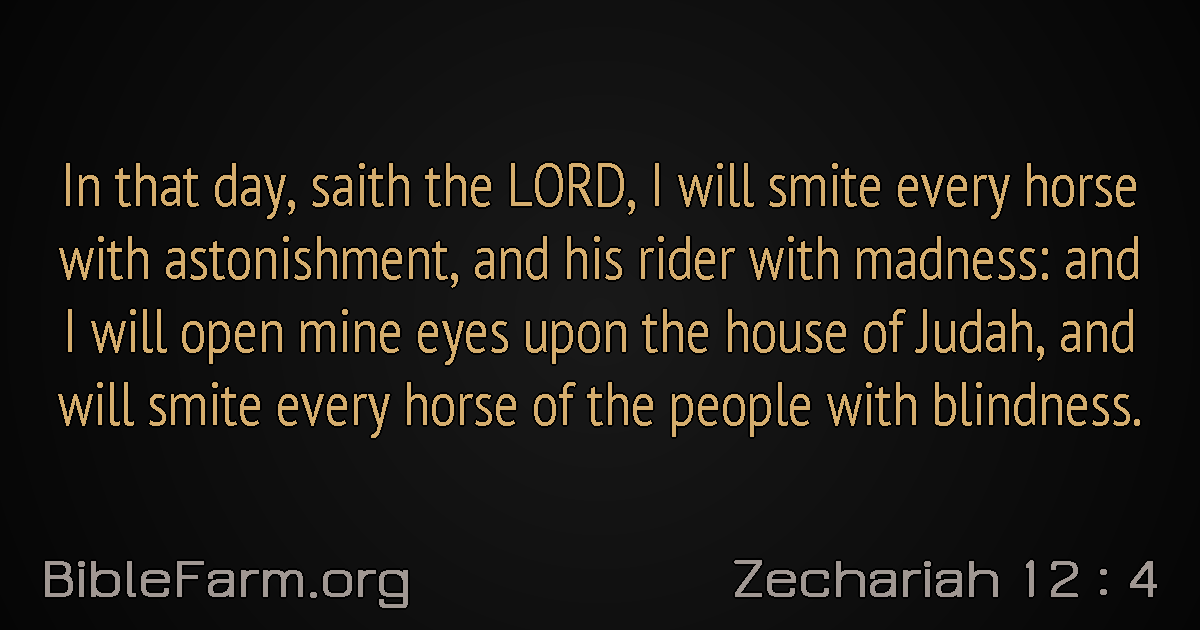 In that day, saith the LORD, I will smite every horse
with astonishment, and his rider with madness: and
I will open mine eyes upon the house of Judah, and
will smite every horse of the people with blindness.
BibleFarm.org
Zechariah 12 : 4